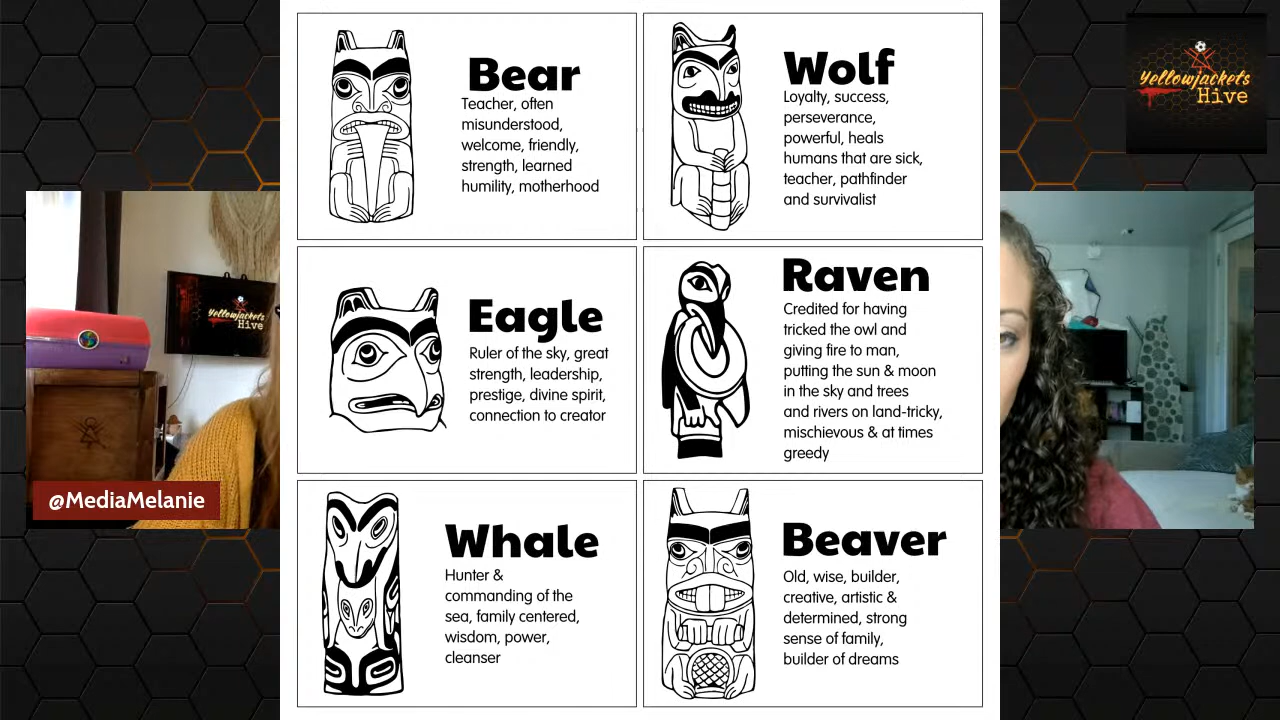 Bear
Teacher, often
misunderstood,
welcome, friendly,
strength, learned
humility, motherhood
Wolf
Loyalty, success,
perseverance,
powerful, heals
humans that are sick,
teacher, pathfinder
and survivalist
Eagle
Ruler of the sky, great
strength, leadership,
prestige, divine spirit,
connection to creator
Raven
Credited for having
tricked the owl and
giving fire to man,
putting the sun & moon
in the sky and trees
and rivers on land-tricky,
mischievous & at times
greedy
Whale
Hunter &
commanding of the
sea, family centered,
wisdom, power,
cleanser
Beaver
Old, wise, builder,
creative, artistic &
determined, strong
sense of family,
builder of dreams
Yellowjackets
Hive
Yellowjackets
Hive
@MediaMelanie